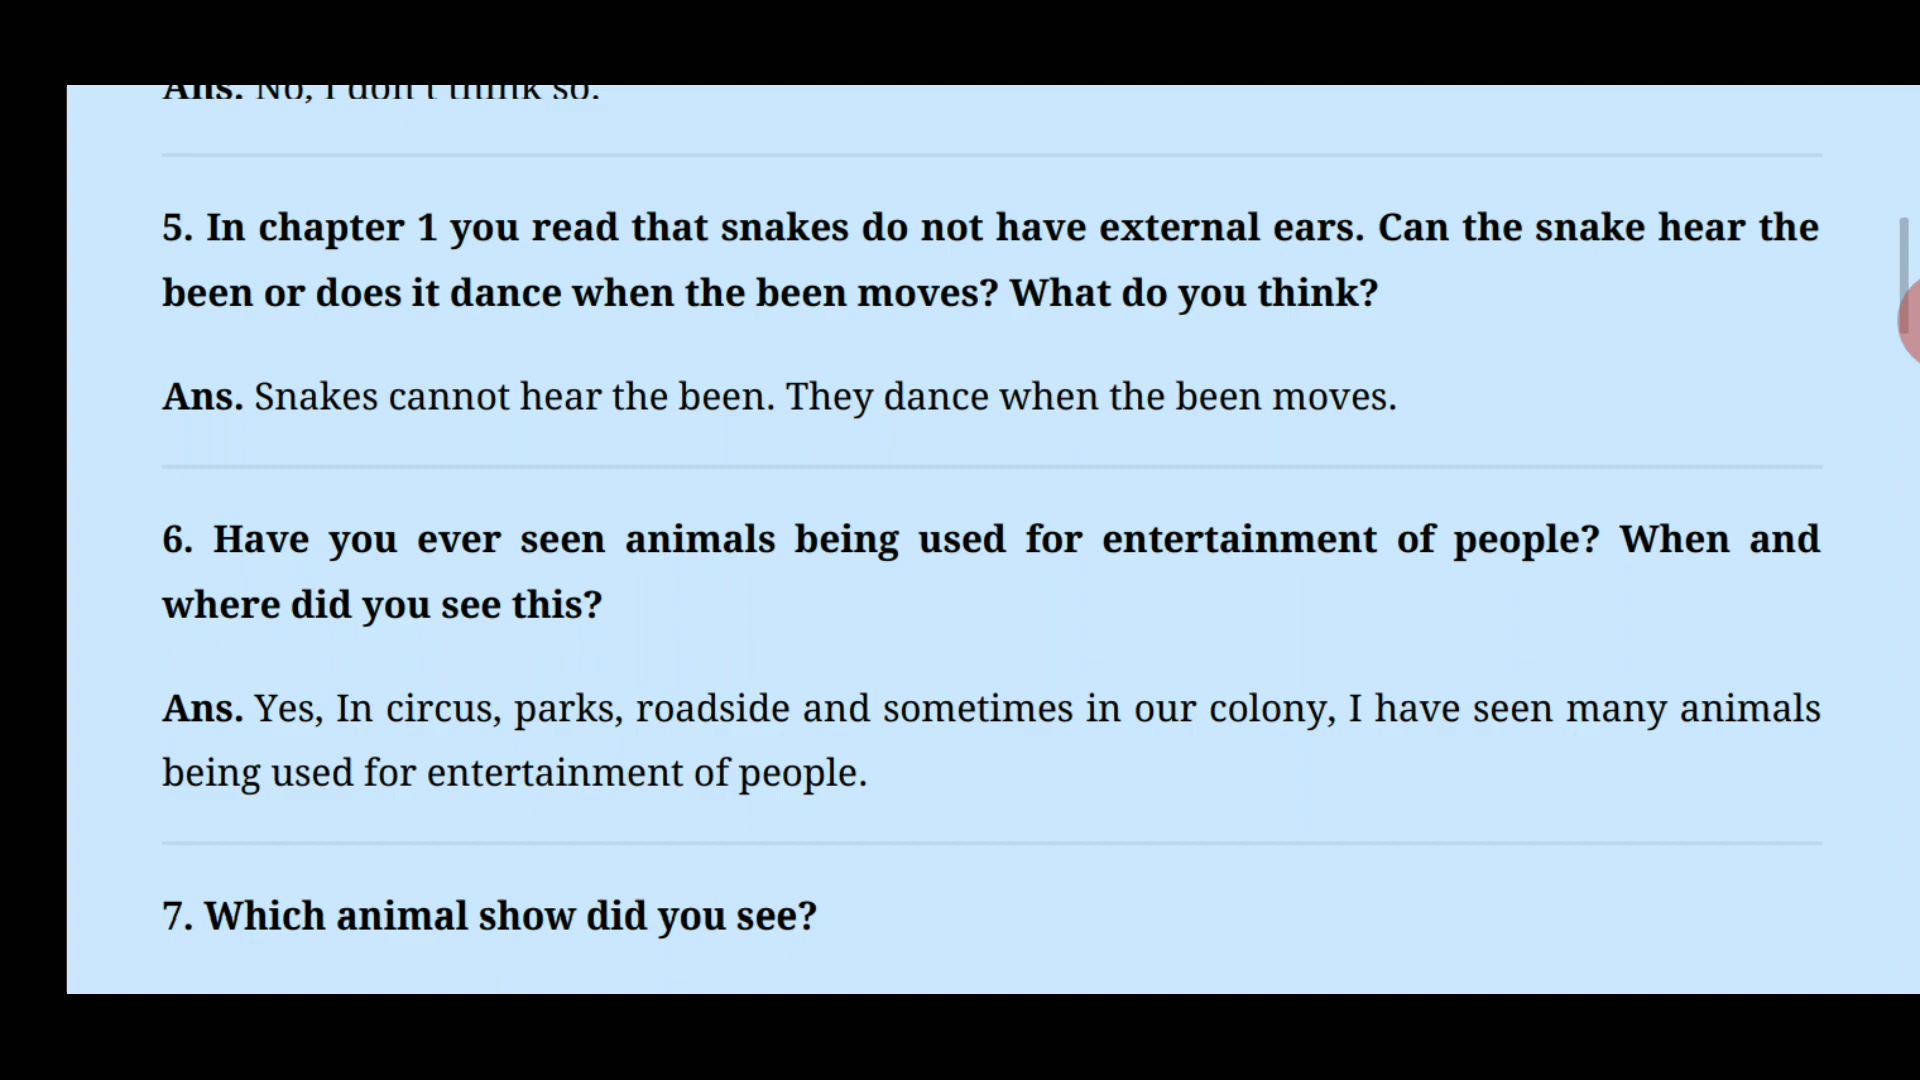 Ans. No, I don't think so.
5. In chapter 1 you read that snakes do not have external ears. Can the snake hear the
been or does it dance when the been moves? What do you think?
Ans. Snakes cannot hear the been. They dance when the been moves.
6. Have you ever seen animals being used for entertainment of people? When and
where did you see this?
Ans. Yes, In circus, parks, roadside and sometimes in our colony, I have seen many animals
being used for entertainment of people.
7. Which animal show did you see?